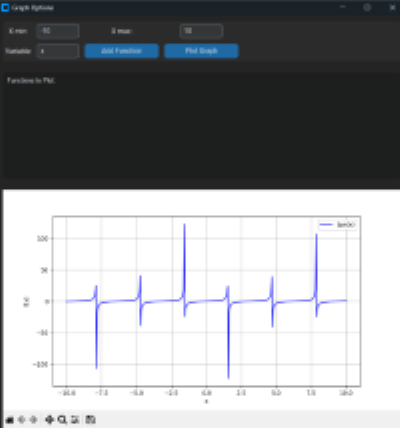 Graph Options
X min: -10 X max: 10
Variable: x Add Function Plot Graph
Functions to Plot:
tan(x)
100
50
0
−50
−100
f(x)
−10.0 −7.5 −5.0 −2.5 0.0 2.5 5.0 7.5 10.0
x